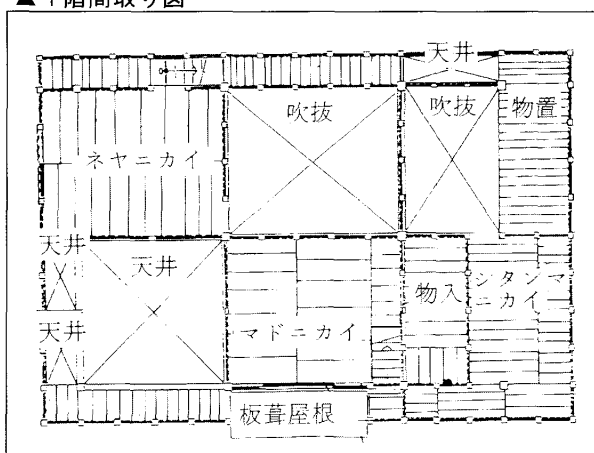 ▲1階間取り図
天井
吹抜
吹抜
物置
ネヤニカイ
天井
天井
物入
シタンマ
ニカイ
天井
マドニカイ
板葺屋根